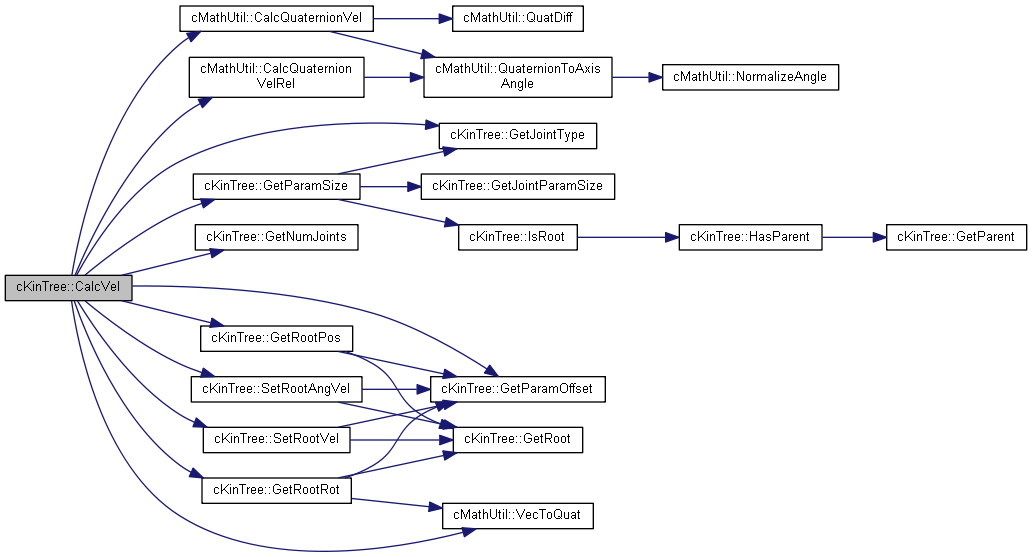 cMathUtil::CalcQuaternionVel
cMathUtil::QuatDiff
cMathUtil::CalcQuaternion
VelRel
cMathUtil::QuaternionToAxis
Angle
cMathUtil::NormalizeAngle
cKinTree::GetJointType
cKinTree::GetParamSize
cKinTree::GetJointParamSize
cKinTree::GetNumJoints
cKinTree::IsRoot
cKinTree::HasParent
cKinTree::GetParent
cKinTree::CalcVel
cKinTree::GetRootPos
cKinTree::SetRootAngVel
cKinTree::GetParamOffset
cKinTree::SetRootVel
cKinTree::GetRoot
cKinTree::GetRootRot
cMathUtil::VecToQuat